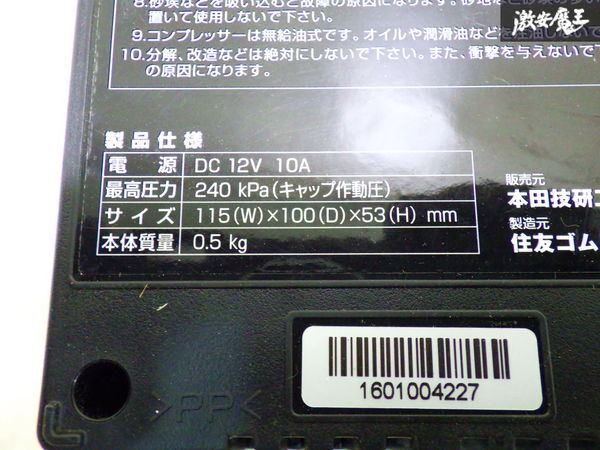 8.砂埃などを吸い込むと故障の原因になります。
置いて使用しないで下さい。
9.コンプレッサーは無給油式です。オイルや潤滑油など
10.分解、改造などは絶対にしないで下さい。また、衝撃を与えないで下
の原因になります。
激安魔王
製品仕様
電 源 DC 12V 10A
最高圧力 240 kPa(キャップ作動圧)
サイズ 115(W)×100(D)×53(H) mm
本体質量 0.5 kg
販売元
本田技研工
製造元
住友ゴム
1601004227
>PP<